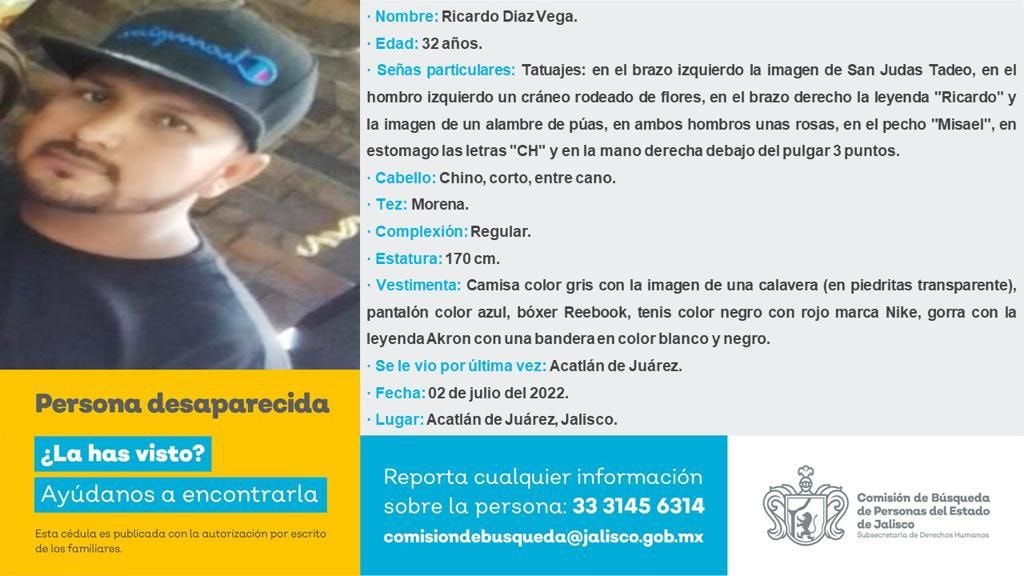 Champion
· Nombre: Ricardo Diaz Vega.
· Edad: 32 años.
· Señas particulares: Tatuajes: en el brazo izquierdo la imagen de San Judas Tadeo, en el
hombro izquierdo un cráneo rodeado de flores, en el brazo derecho la leyenda "Ricardo" y
la imagen de un alambre de púas, en ambos hombros unas rosas, en el pecho "Misael", en
estomago las letras "CH" y en la mano derecha debajo del pulgar 3 puntos.
· Cabello: Chino, corto, entre cano.
· Tez: Morena.
· Complexión: Regular.
· Estatura: 170 cm.
· Vestimenta: Camisa color gris con la imagen de una calavera (en piedritas transparente),
pantalón color azul, bóxer Reebook, tenis color negro con rojo marca Nike, gorra con la
leyenda Akron con una bandera en color blanco y negro.
· Se le vio por última vez: Acatlán de Juárez.
· Fecha: 02 de julio del 2022.
· Lugar: Acatlán de Juárez, Jalisco.
Persona desaparecida
¿La has visto?
Ayúdanos a encontrarla
Esta cédula es publicada con la autorización por escrito
de los familiares.
Reporta cualquier información
sobre la persona: 33 3145 6314
comisiondebusqueda@jalisco.gob.mx
Comisión de Búsqueda
de Personas del Estado
de Jalisco
Subsecretaría de Derechos Humanos